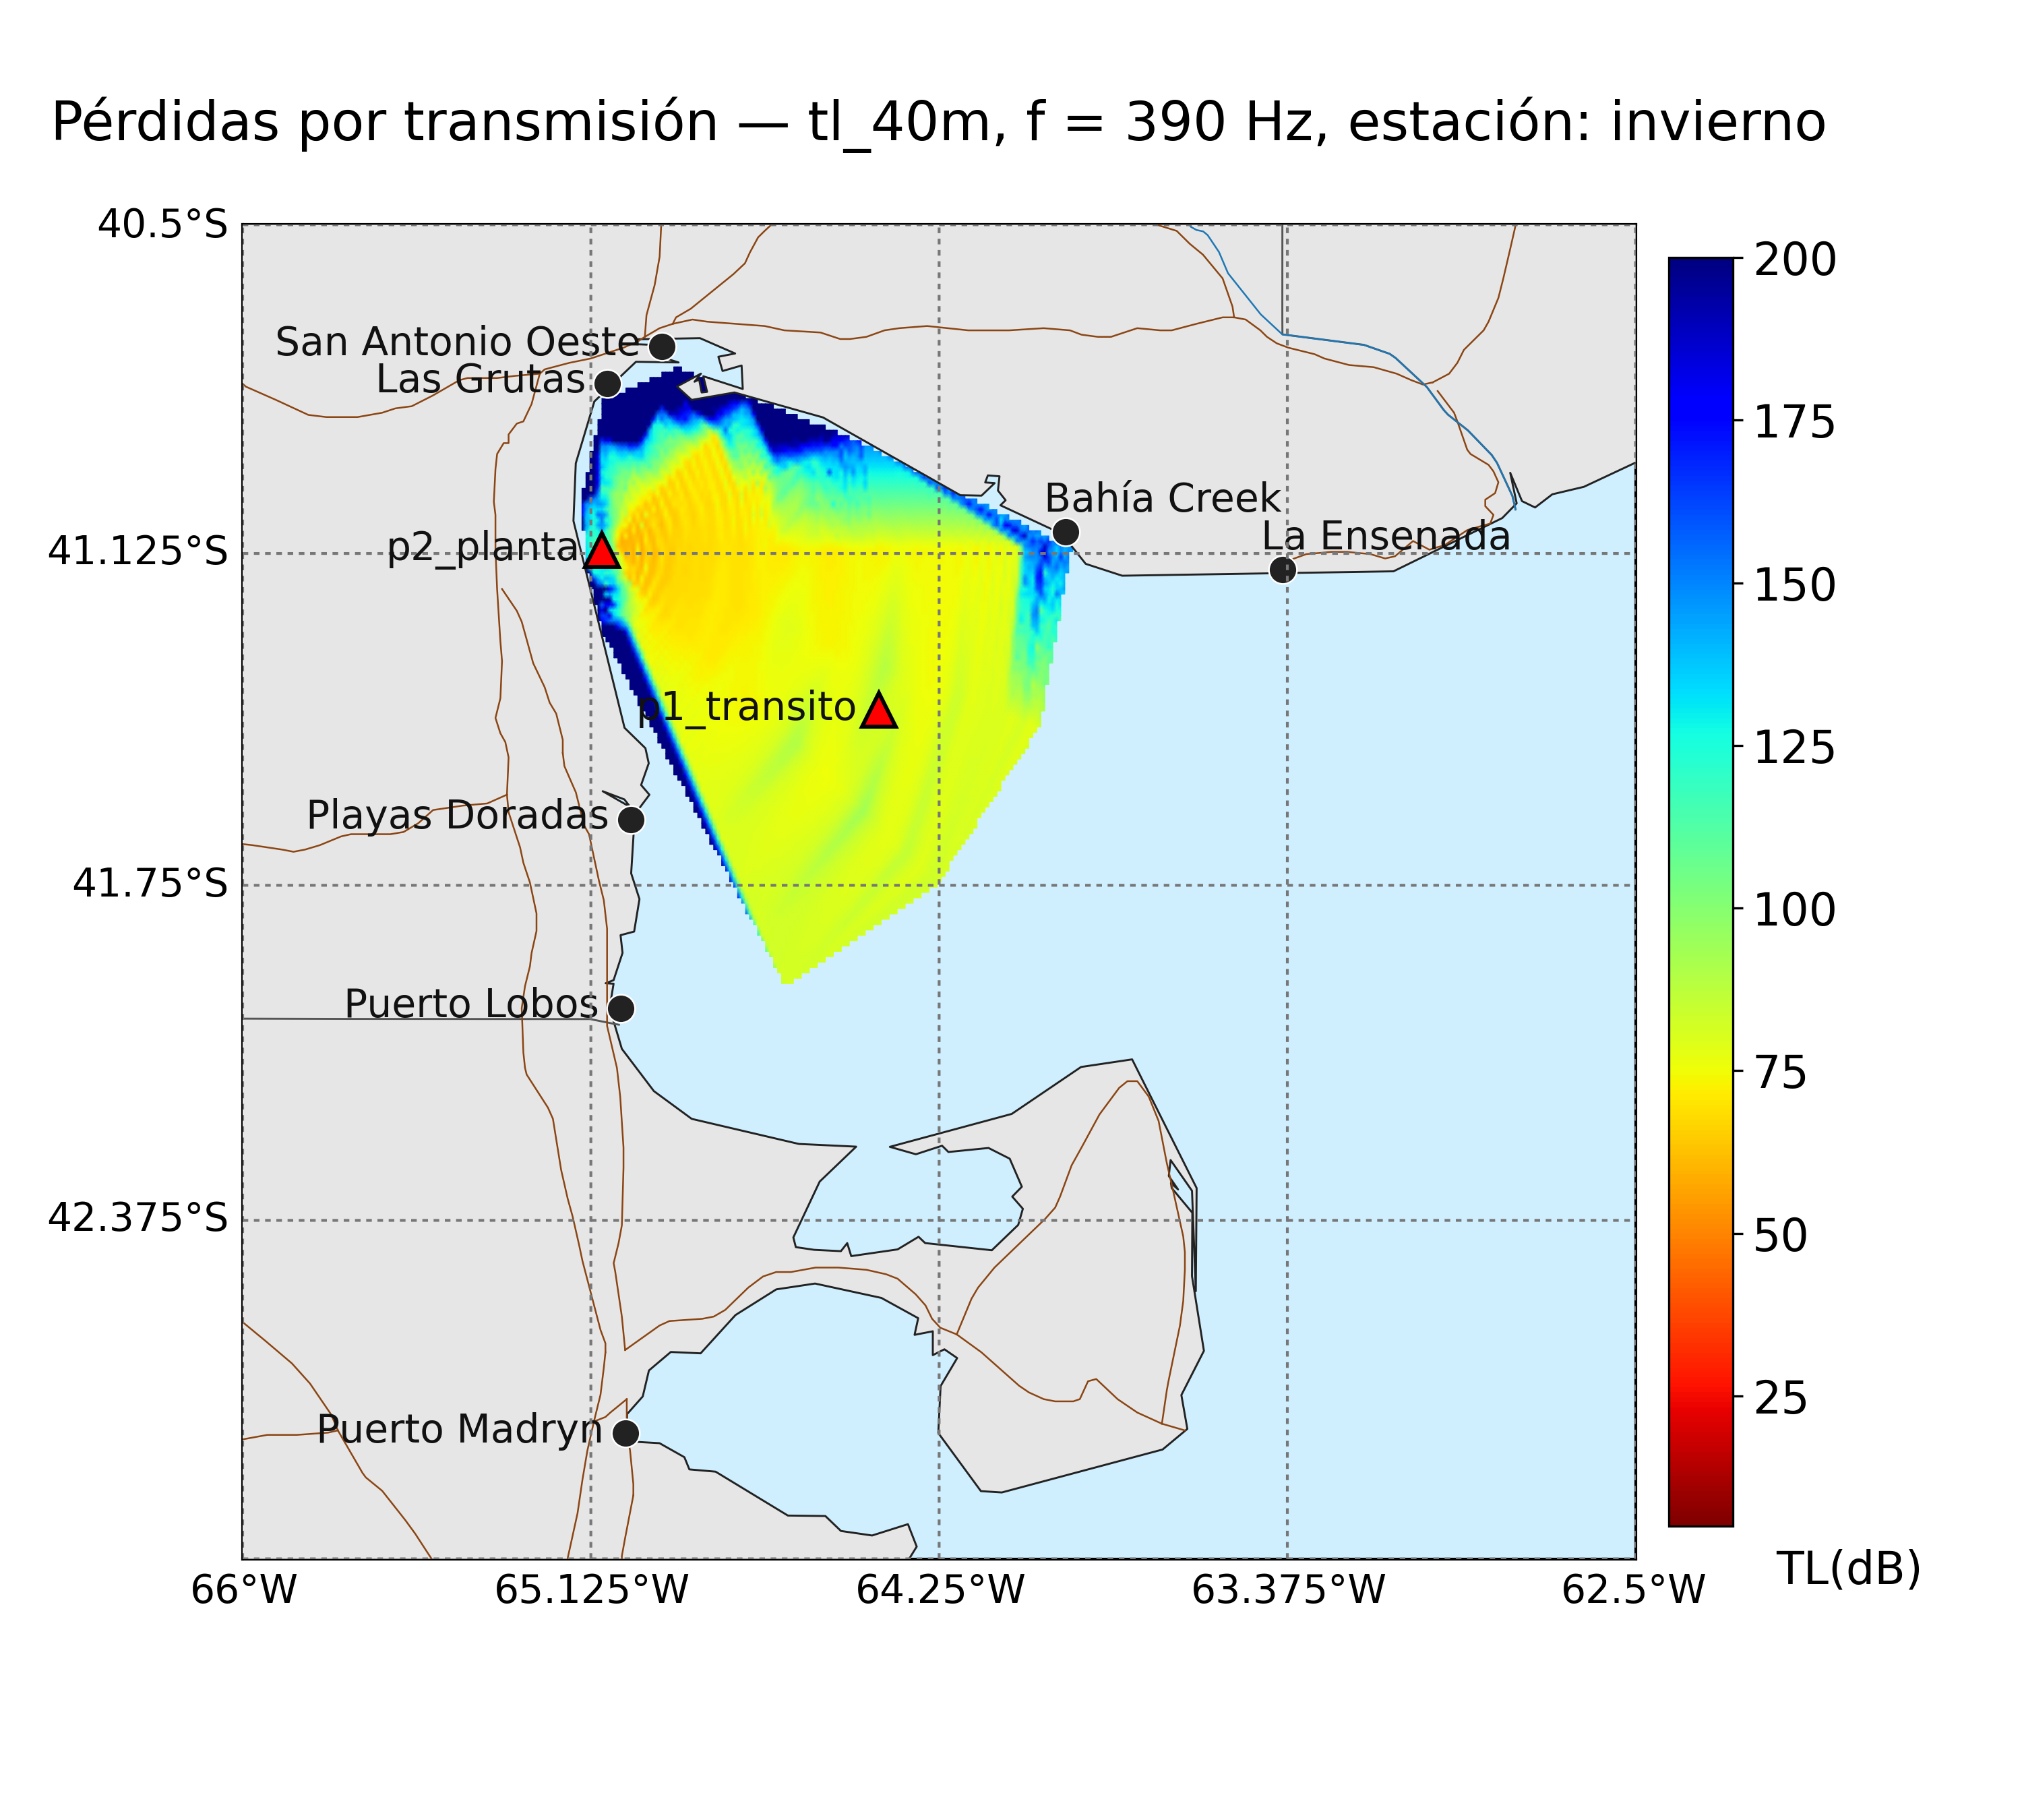 Pérdidas por transmisión — tl_40m, f = 390 Hz, estación: invierno
40.5°S
200
San Antonio Oeste
Las Grutas
175
Bahía Creek
La Ensenada
p2_planta
41.125°S
150
p1_transito
125
Playas Doradas
41.75°S
100
Puerto Lobos
75
42.375°S
50
25
Puerto Madryn
TL(dB)
66°W
65.125°W
64.25°W
63.375°W
62.5°W